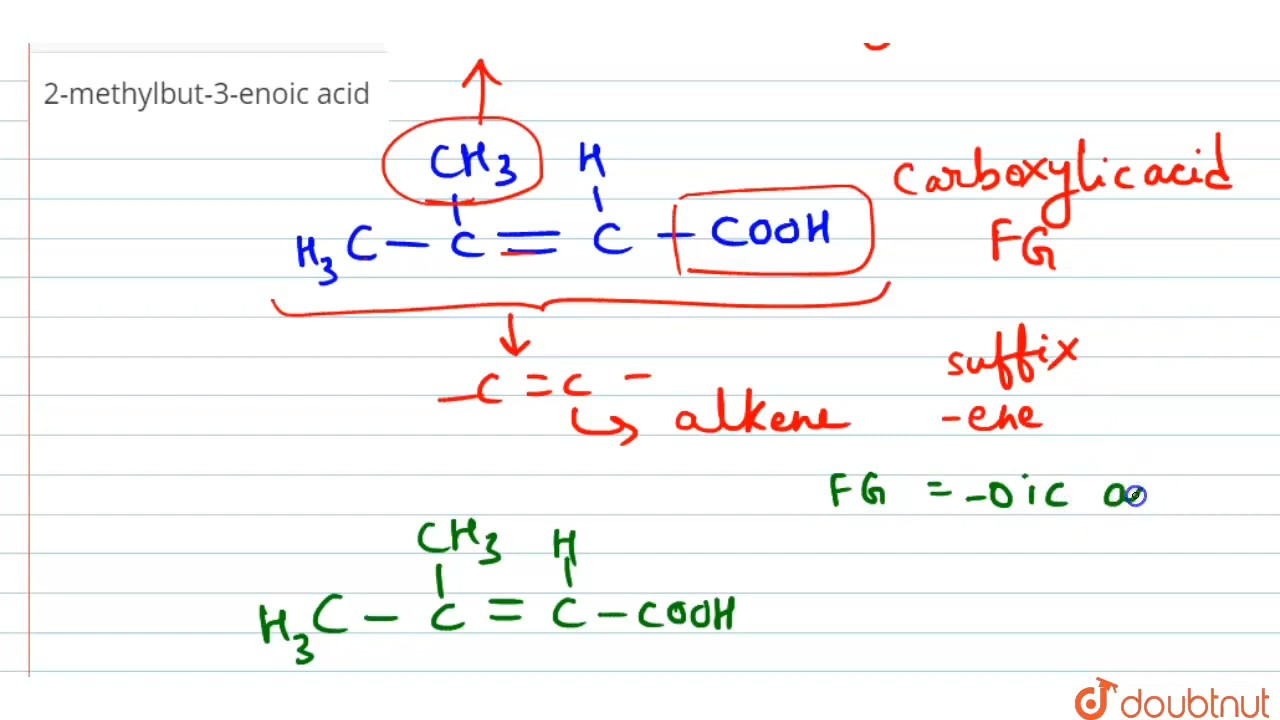 2-methylbut-3-enoic acid
CH3 H
H3C - C = C - COOH
carboxylic acid
FG
- C = C -
alkene
suffix
- ene
FG = -oic
CH3 H
H3C - C = C - COOH
doubtnut